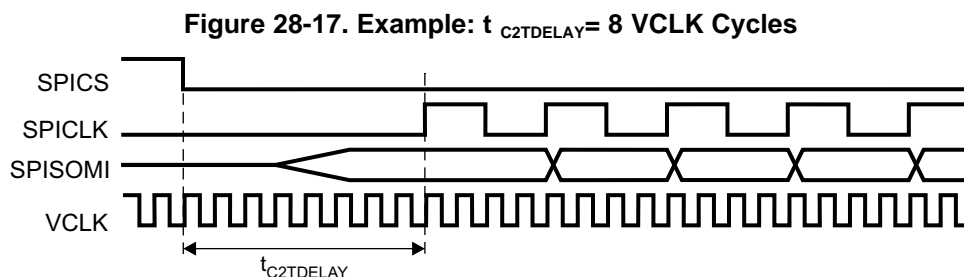 Figure 28-17. Example: t C2TDELAY= 8 VCLK Cycles
SPICS
SPICLK
SPISOMI
VCLK
tC2TDELAY